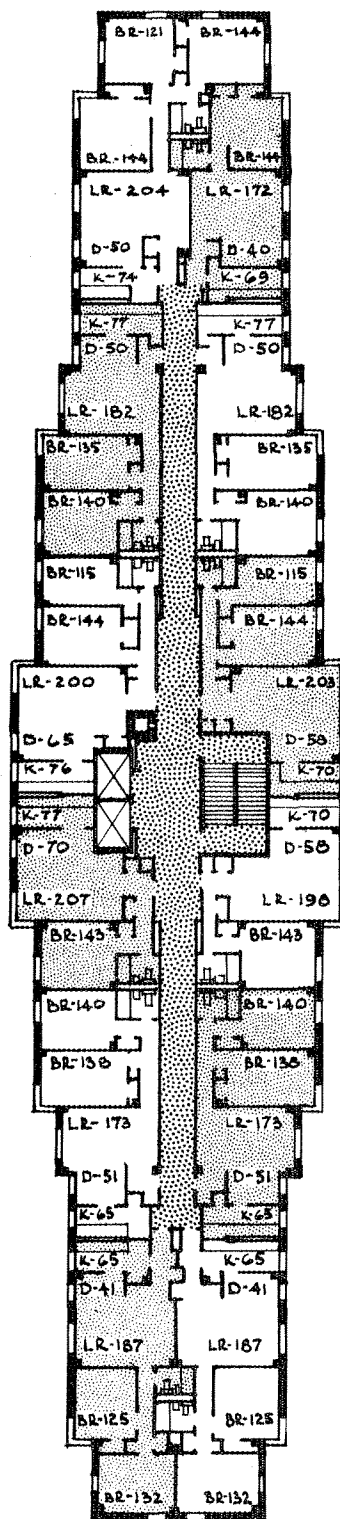 BR-121 BR-144
BR-144 BR-144
LR-204 LR-172
D-50 D-40
K-74 K-69
K-77 K-77
D-50 D-50
LR-182 LR-182
BR-135 BR-135
BR-140 BR-140
BR-115 BR-115
BR-144 BR-144
LR-200 LR-203
D-65 D-58
K-76 K-70
K-77 K-70
D-70 D-58
LR-207 LR-198
BR-143 BR-143
BR-140 BR-140
BR-138 BR-138
LR-173 LR-173
D-51 D-51
K-65 K-65
K-65 K-65
D-41 D-41
LR-187 LR-187
BR-125 BR-125
BR-132 BR-132